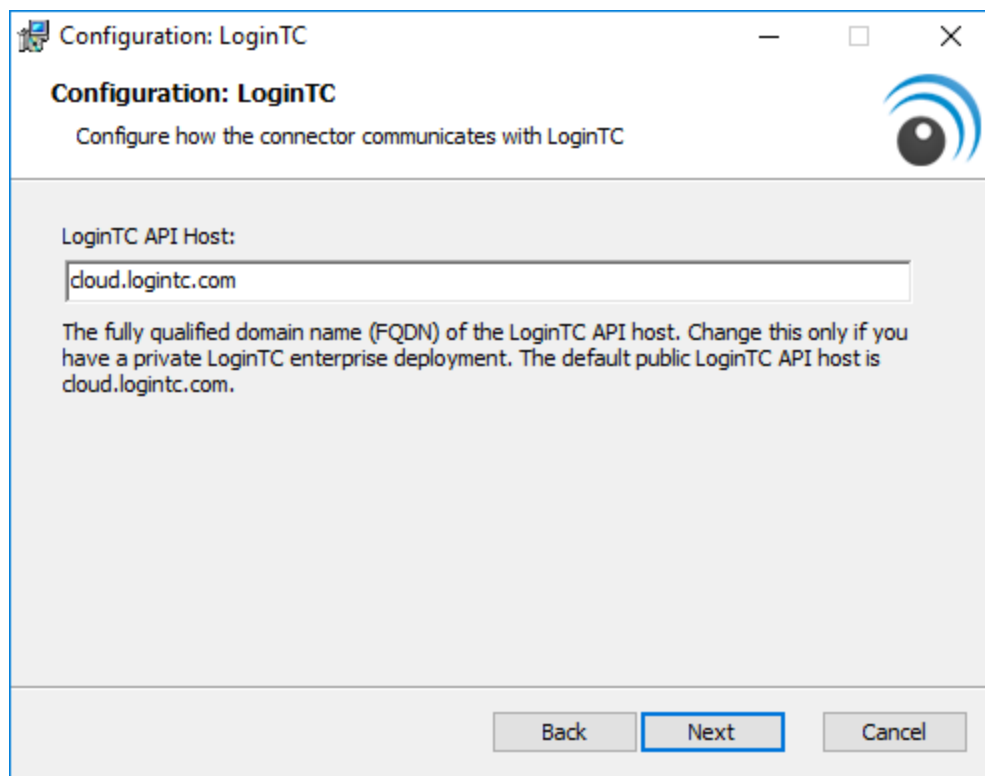 Configuration: LoginTC
Configuration: LoginTC
Configure how the connector communicates with LoginTC
LoginTC API Host:
cloud.logintc.com
The fully qualified domain name (FQDN) of the LoginTC API host. Change this only if you
have a private LoginTC enterprise deployment. The default public LoginTC API host is
cloud.logintc.com.
Back Next Cancel